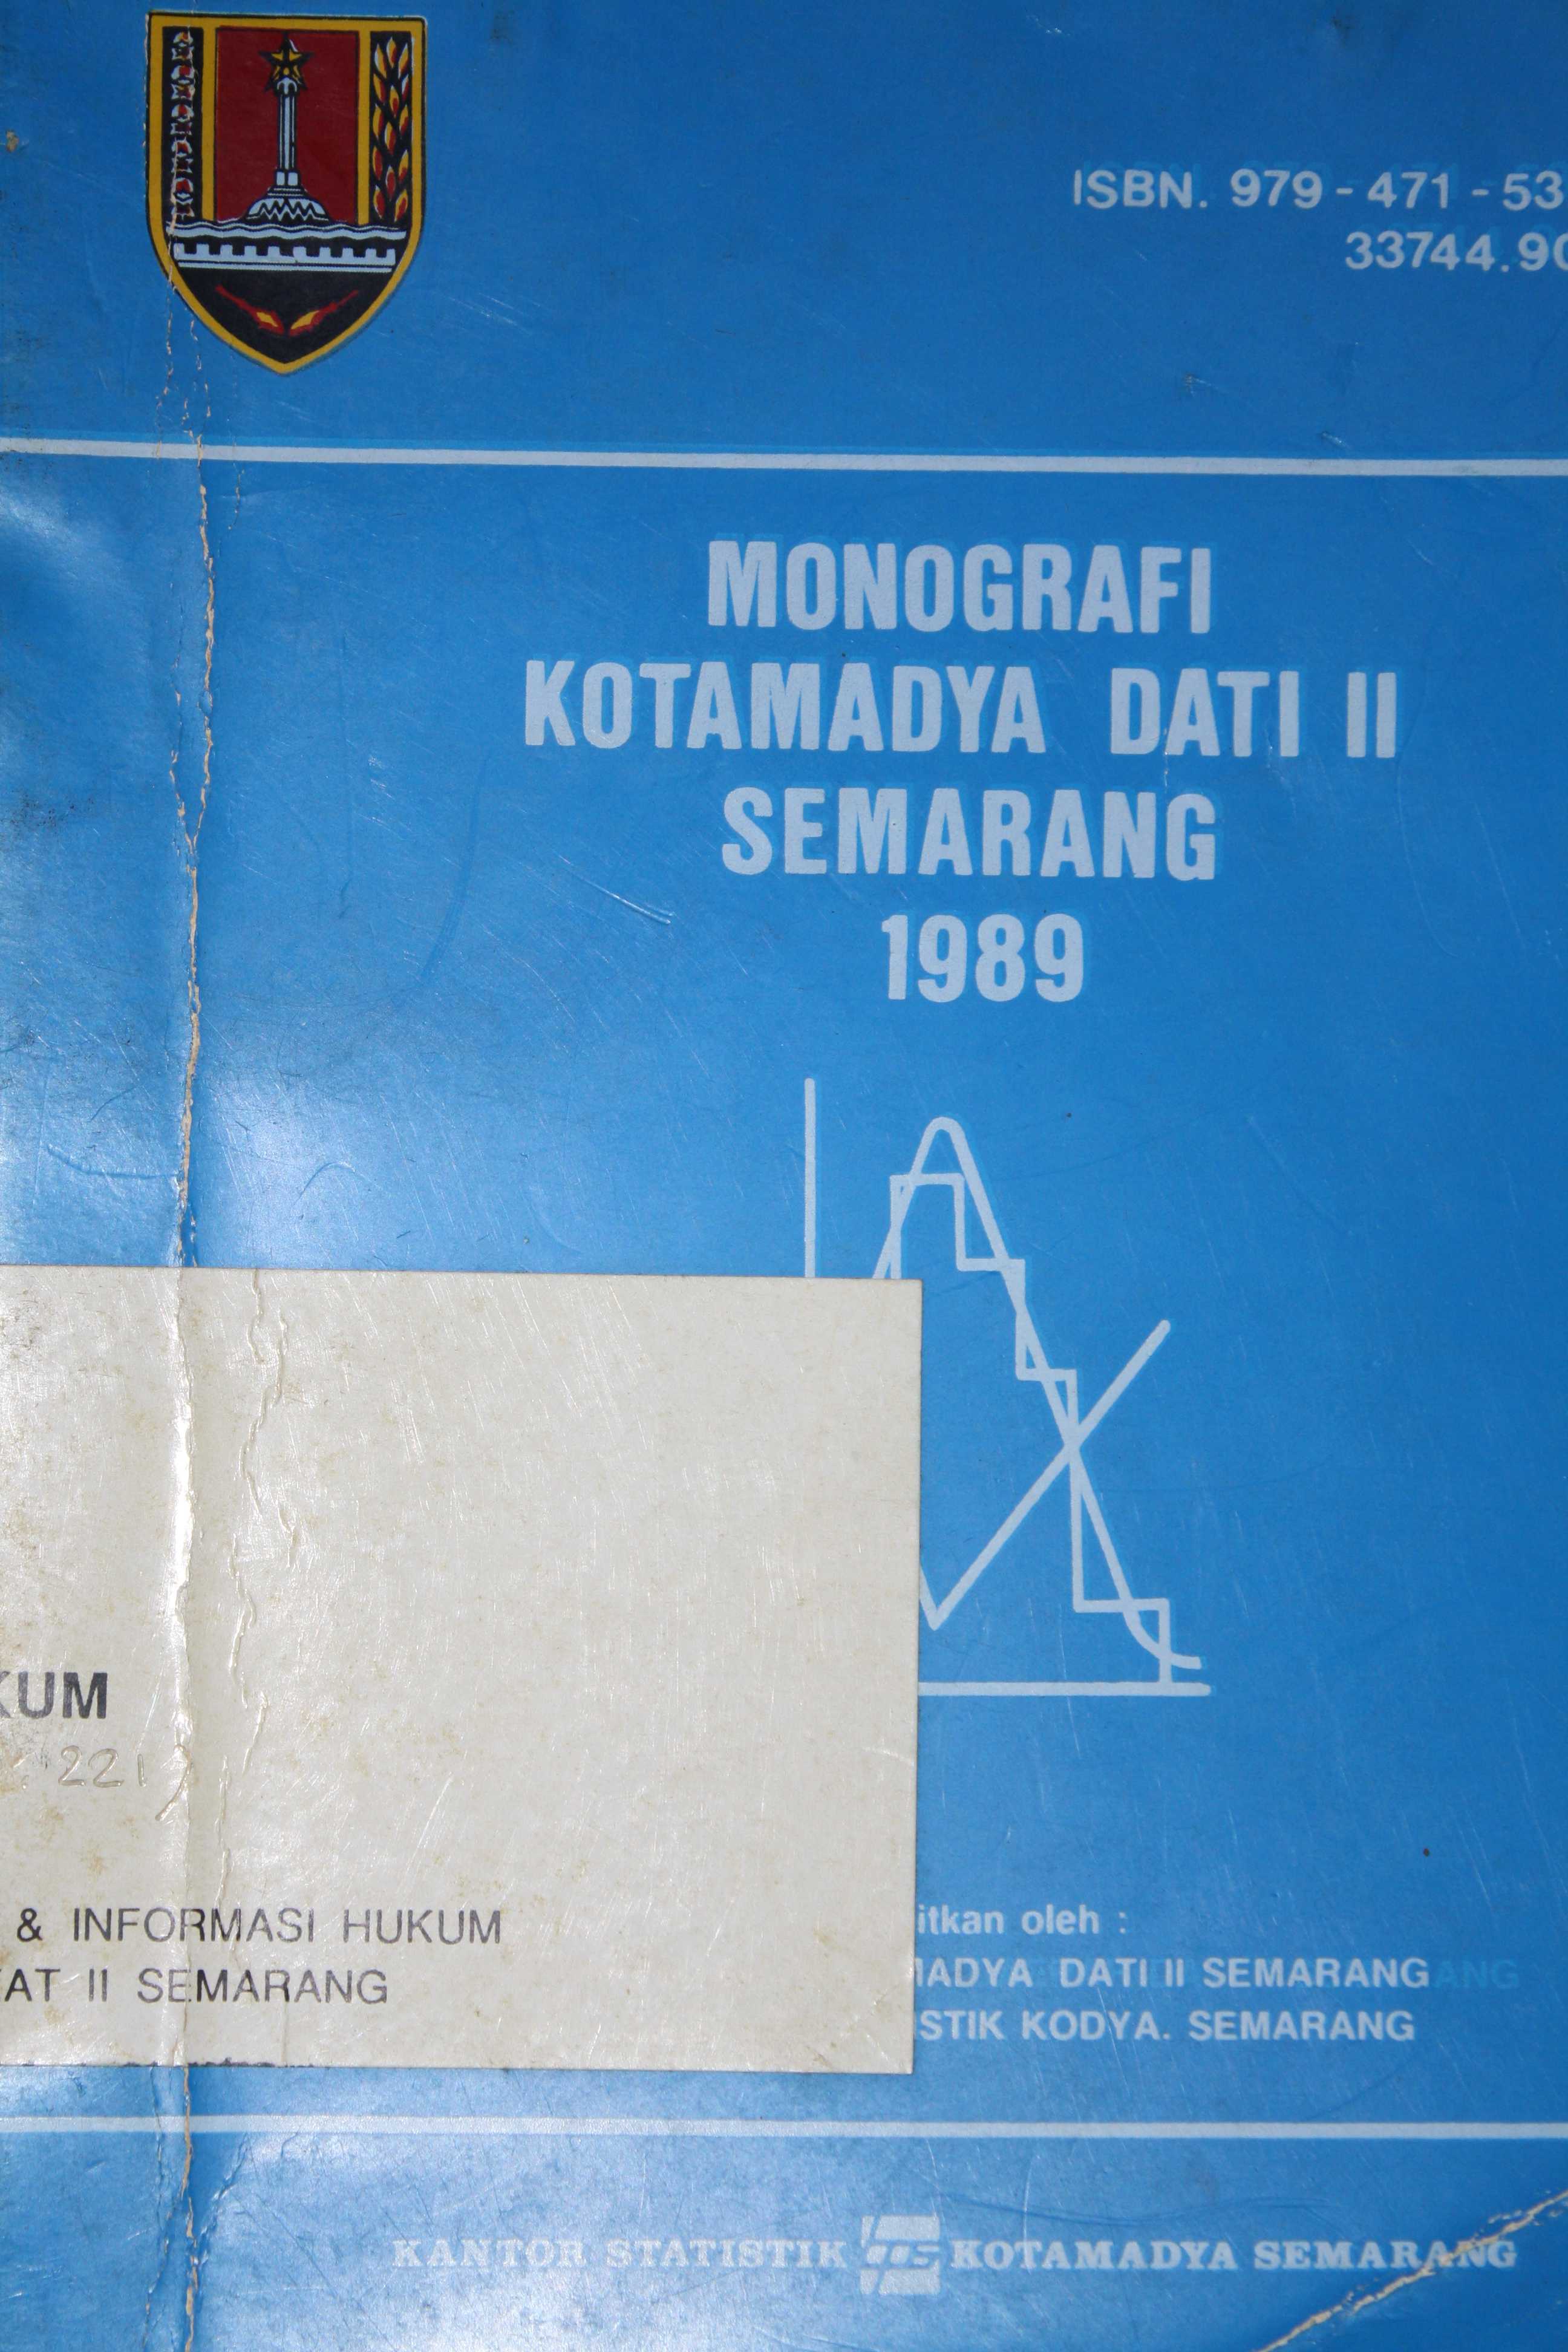 ISBN. 979 - 471 - 53
33744.90
MONOGRAFI
KOTAMADYA DATI II
SEMARANG
1989
KUM
221
& INFORMASI HUKUM
AT II SEMARANG
itkan oleh :
MADYA DATI II SEMARANG
STIK KODYA. SEMARANG
KANTOR STATISTIK KOTAMADYA SEMARANG